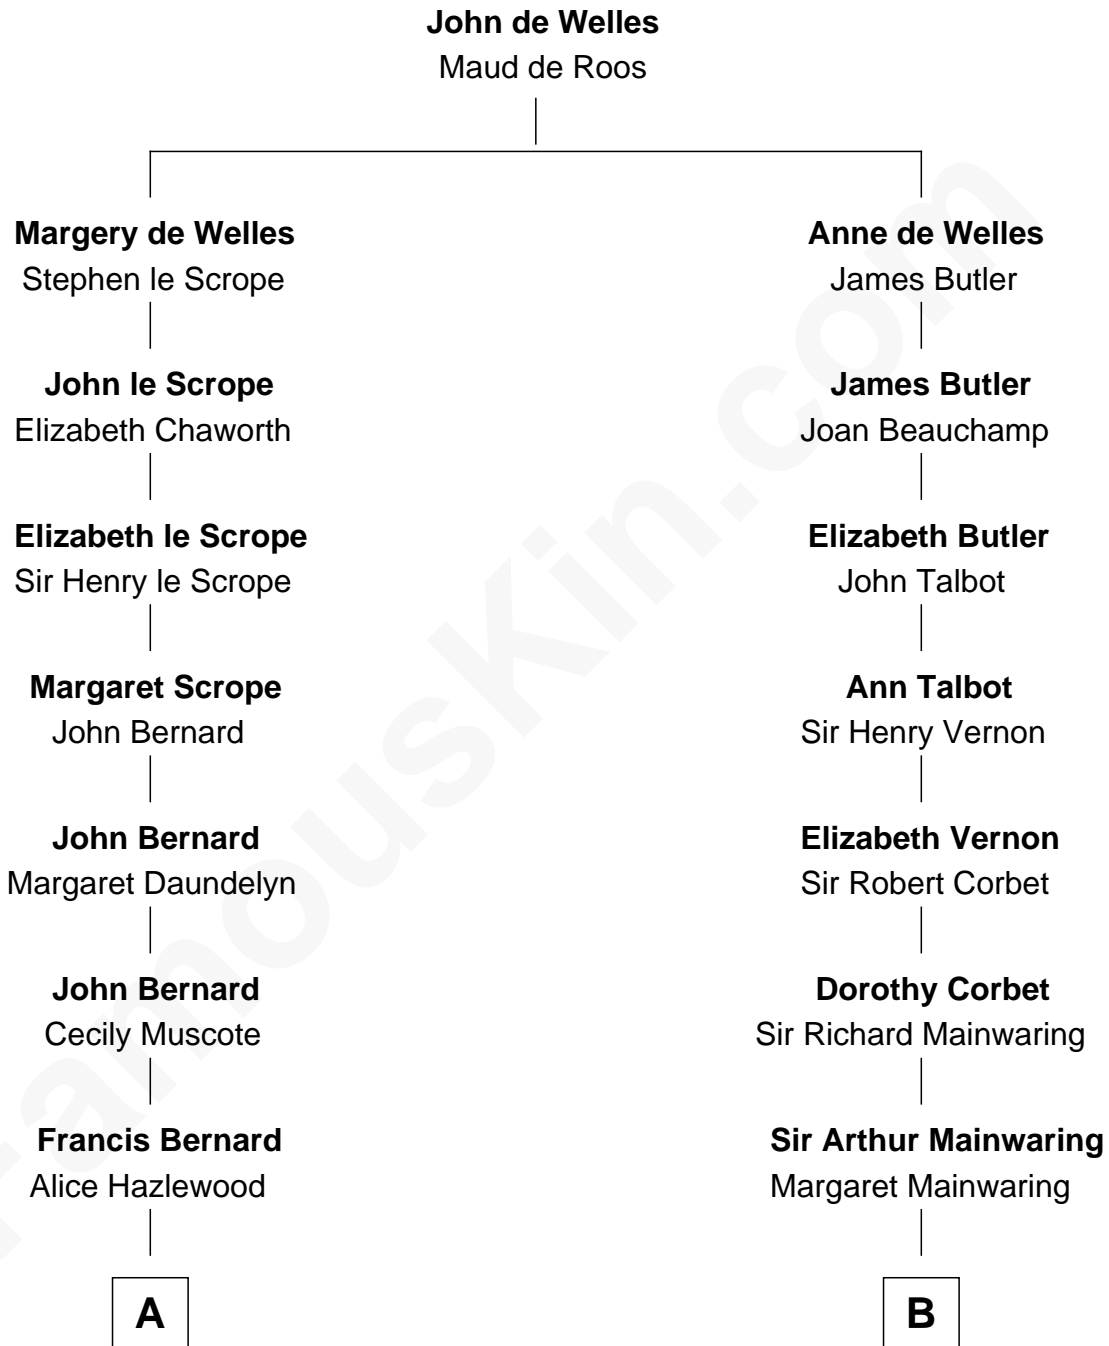 John de Welles
Maud de Roos
Margery de Welles
Stephen le Scrope
Anne de Welles
James Butler
John le Scrope
Elizabeth Chaworth
James Butler
Joan Beauchamp
Elizabeth le Scrope
Sir Henry le Scrope
Elizabeth Butler
John Talbot
Margaret Scrope
John Bernard
Ann Talbot
Sir Henry Vernon
John Bernard
Margaret Daundelyn
Elizabeth Vernon
Sir Robert Corbet
John Bernard
Cecily Muscote
Dorothy Corbet
Sir Richard Mainwaring
Francis Bernard
Alice Hazlewood
Sir Arthur Mainwaring
Margaret Mainwaring
A
B
FamousKin.com